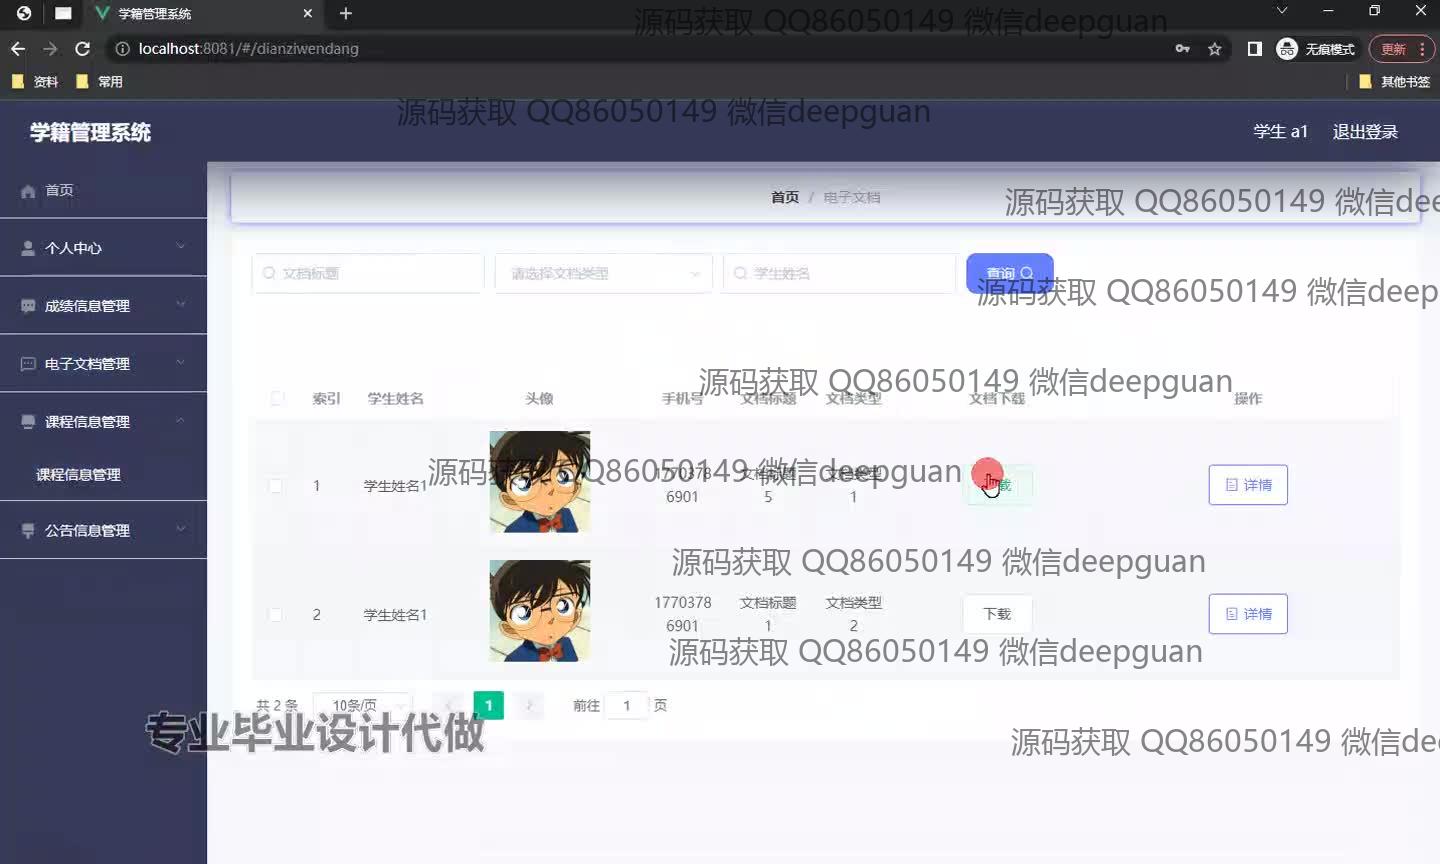 学籍管理系统
源码获取 QQ86050149 微信deepguan
localhost:8081/#/dianziwendang
无痕模式
更新
资料
常用
其他书签
源码获取 QQ86050149 微信deepguan
学籍管理系统
学生 a1
退出登录
首页
首页 / 电子文档
源码获取 QQ86050149 微信dee
个人中心
文档标题
请选择文档类型
学生姓名
查询
源码获取 QQ86050149 微信deep
成绩信息管理
电子文档管理
源码获取 QQ86050149 微信deepguan
索引 学生姓名 头像 手机号 文档标题 文档类型 文档下载 操作
课程信息管理
课程信息管理
源码获取 QQ86050149 微信deepguan
1 学生姓名1 1770378 文档标题 文档类型 下载 详情
6901 5 1
公告信息管理
源码获取 QQ86050149 微信deepguan
2 学生姓名1 1770378 文档标题 文档类型 下载 详情
6901 1 2
源码获取 QQ86050149 微信deepguan
共 2 条 10条/页 1 前往 1 页
专业毕业设计代做
源码获取 QQ86050149 微信dee